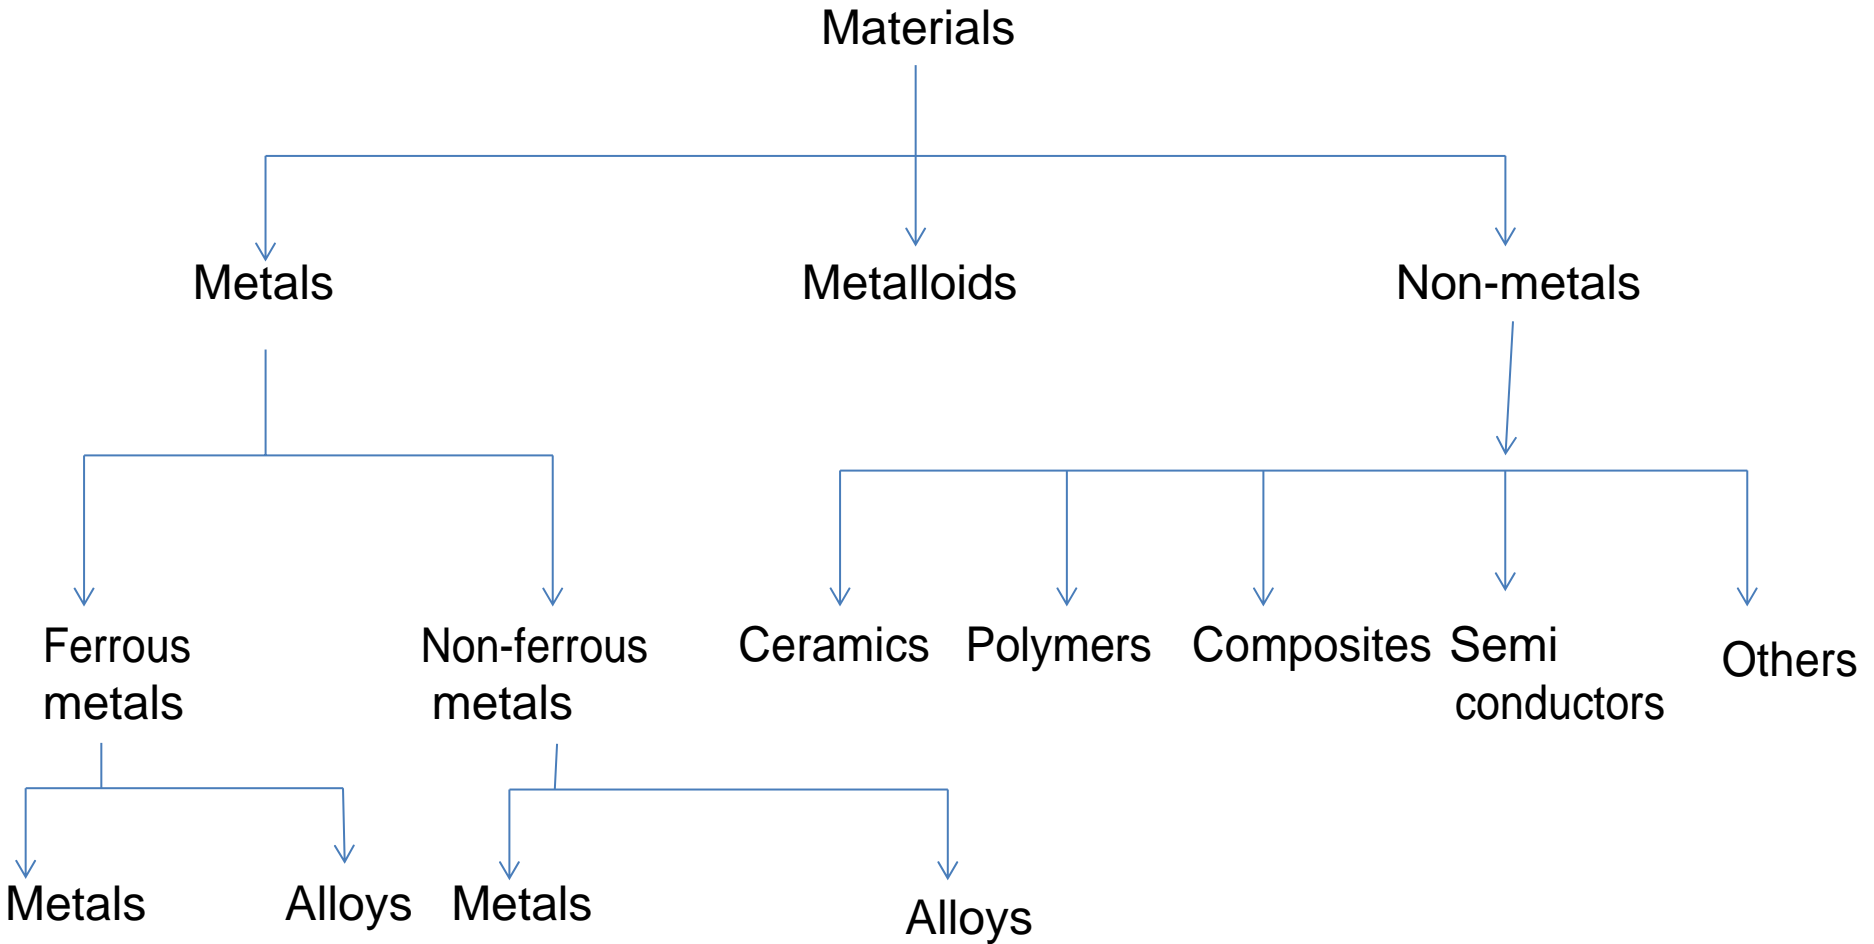 Materials
Metals
Metalloids
Non-metals
Ferrous
metals
Non-ferrous
metals
Ceramics
Polymers
Composites
Semi
conductors
Others
Metals
Alloys
Metals
Alloys